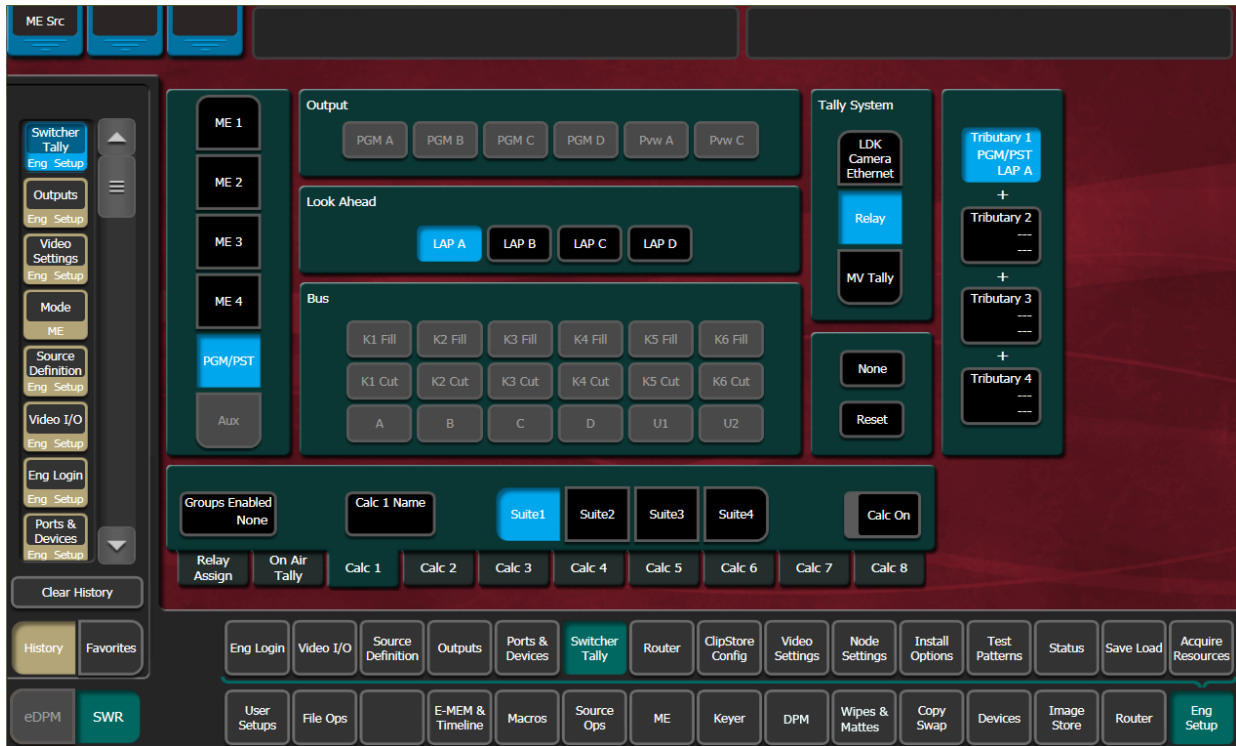 ME Src
Switcher
Tally
Eng Setup
Outputs
Eng Setup
Video
Settings
Eng Setup
Mode
ME
Source
Definition
Eng Setup
Video I/O
Eng Setup
Eng Login
Eng Setup
Ports &
Devices
Eng Setup
Clear History
History
Favorites
eDPM
SWR
ME 1
ME 2
ME 3
ME 4
PGM/PST
Aux
Output
PGM A
PGM B
PGM C
PGM D
Pvw A
Pvw C
Look Ahead
LAP A
LAP B
LAP C
LAP D
Bus
K1 Fill
K2 Fill
K3 Fill
K4 Fill
K5 Fill
K6 Fill
K1 Cut
K2 Cut
K3 Cut
K4 Cut
K5 Cut
K6 Cut
A
B
C
D
U1
U2
Tally System
LDK
Camera
Ethernet
Relay
MV Tally
None
Reset
Tributary 1
PGM/PST
LAP A
+
Tributary 2
---
---
+
Tributary 3
---
---
+
Tributary 4
---
---
Groups Enabled
None
Calc 1 Name
Suite1
Suite2
Suite3
Suite4
Calc On
Relay
Assign
On Air
Tally
Calc 1
Calc 2
Calc 3
Calc 4
Calc 5
Calc 6
Calc 7
Calc 8
Eng Login
Video I/O
Source
Definition
Outputs
Ports &
Devices
Switcher
Tally
Router
ClipStore
Config
Video
Settings
Node
Settings
Install
Options
Test
Patterns
Status
Save Load
Acquire
Resources
User
Setups
File Ops
E-MEM &
Timeline
Macros
Source
Ops
ME
Keyer
DPM
Wipes &
Mattes
Copy
Swap
Devices
Image
Store
Router
Eng
Setup